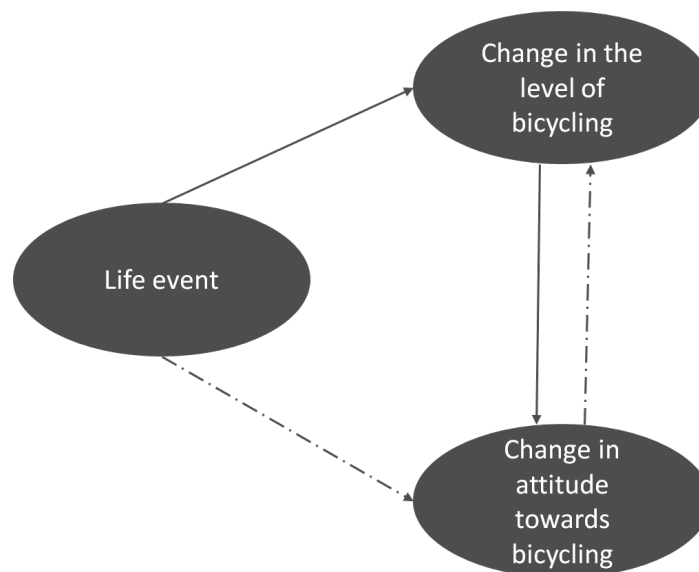 Change in the
level of
bicycling
Life event
Change in
attitude
towards
bicycling